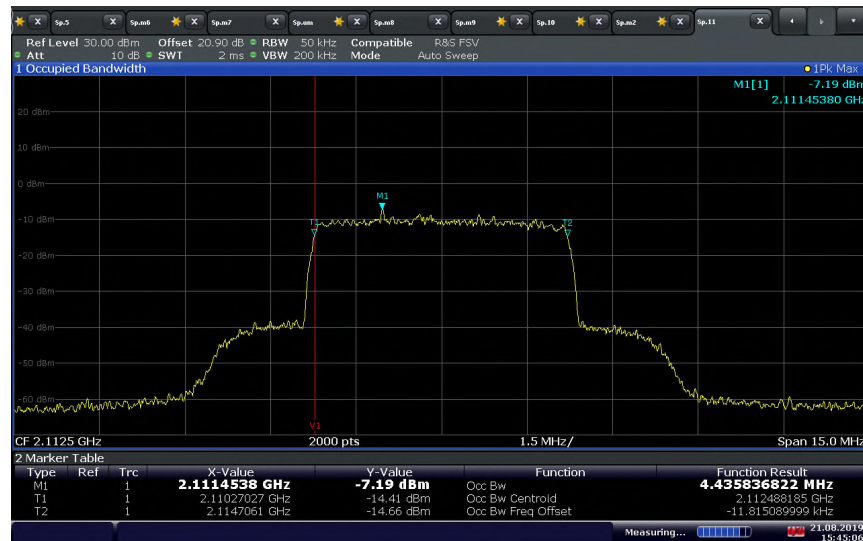 X Sp.5 X Sp.m6 X Sp.m7 X Sp.um X Sp.m8 X Sp.m9 X Sp.10 X Sp.m2 X Sp.11 X
Ref Level 30.00 dBm Offset 20.90 dB RBW 50 kHz Compatible R&S FSV
Att 10 dB SWT 2 ms VBW 200 kHz Mode Auto Sweep
1 Occupied Bandwidth 1Pk Max
M1[1] -7.19 dBm
2.11145380 GHz
20 dBm
10 dBm
0 dBm
M1
-10 dBm
T1 T2
-20 dBm
-30 dBm
-40 dBm
-50 dBm
-60 dBm
V1
CF 2.1125 GHz 2000 pts 1.5 MHz/ Span 15.0 MHz
2 Marker Table
Type Ref Trc X-Value Y-Value Function Function Result
M1 1 2.1114538 GHz -7.19 dBm Occ Bw 4.435836822 MHz
T1 1 2.11027027 GHz -14.41 dBm Occ Bw Centroid 2.112488185 GHz
T2 1 2.1147061 GHz -14.66 dBm Occ Bw Freq Offset -11.815089999 kHz
Measuring... 21.08.2019
15:45:06